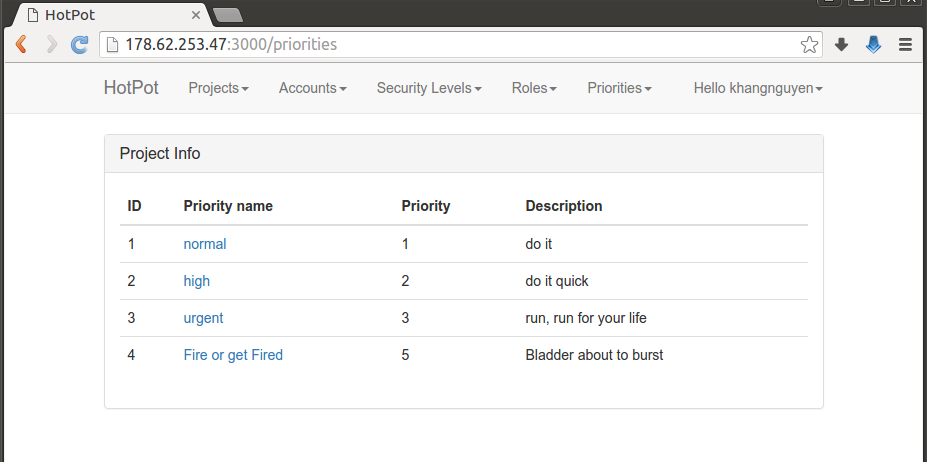 HotPot
178.62.253.47:3000/priorities
HotPot Projects Accounts Security Levels Roles Priorities Hello khangnguyen
Project Info
ID Priority name Priority Description
1 normal 1 do it
2 high 2 do it quick
3 urgent 3 run, run for your life
4 Fire or get Fired 5 Bladder about to burst